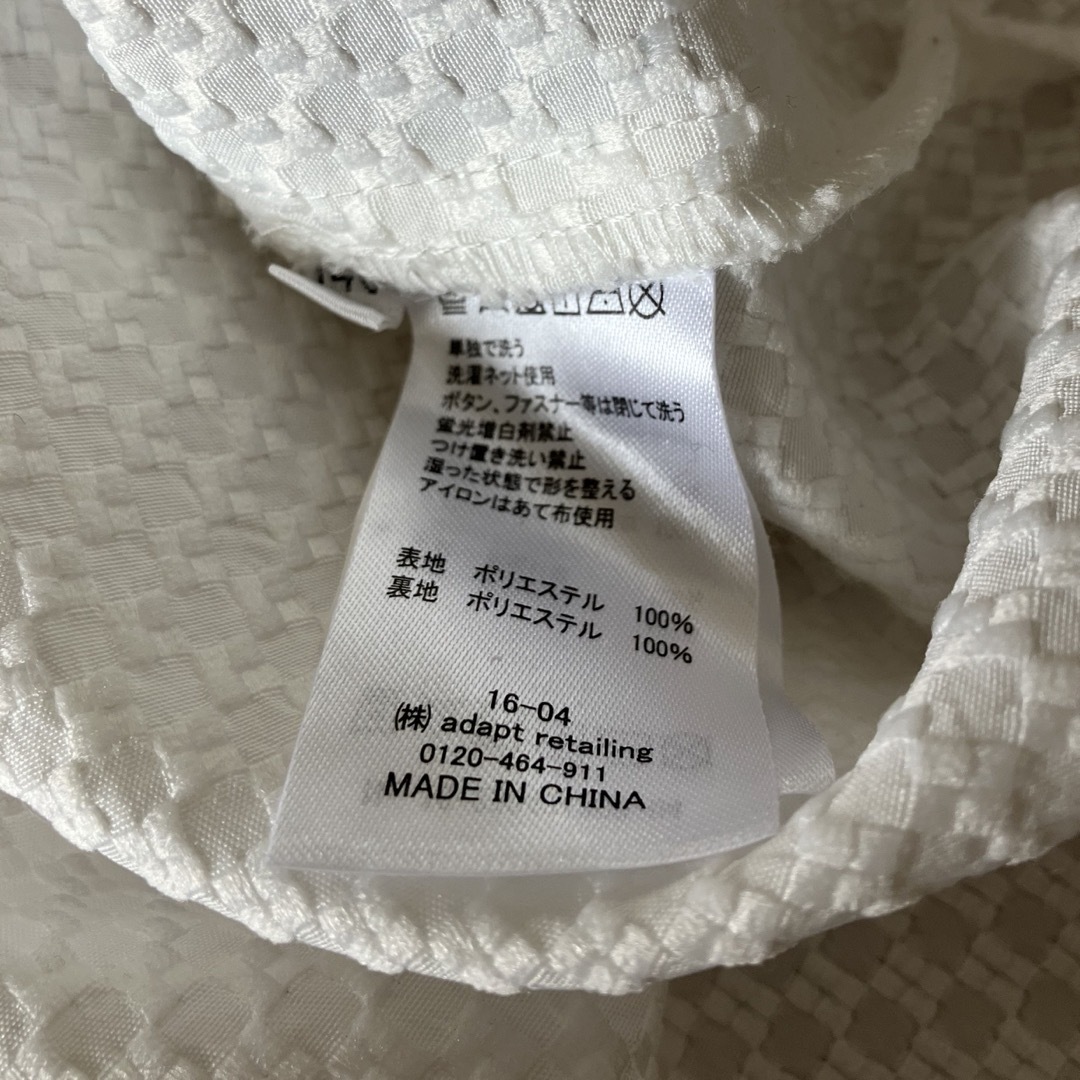 単独で洗う
洗濯ネット使用
ボタン、ファスナー等は閉じて洗う
蛍光増白剤禁止
つけ置き洗い禁止
湿った状態で形を整える
アイロンはあて布使用
表地 ポリエステル 100%
裏地 ポリエステル 100%
16-04
(株) adapt retailing
0120-464-911
MADE IN CHINA